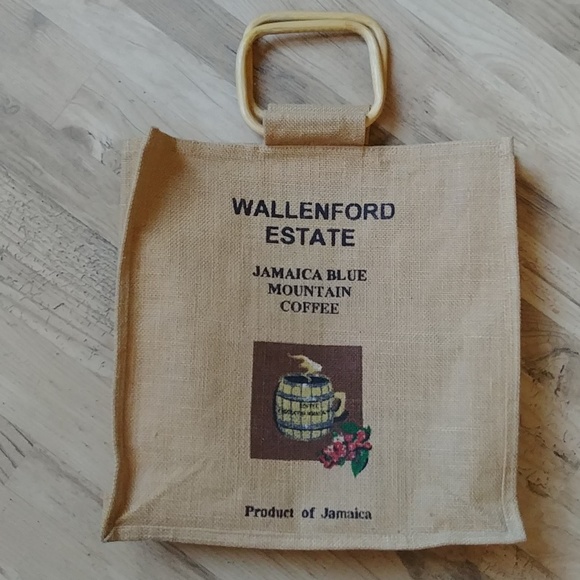 WALLENFORD
ESTATE
JAMAICA BLUE
MOUNTAIN
COFFEE
Product of Jamaica